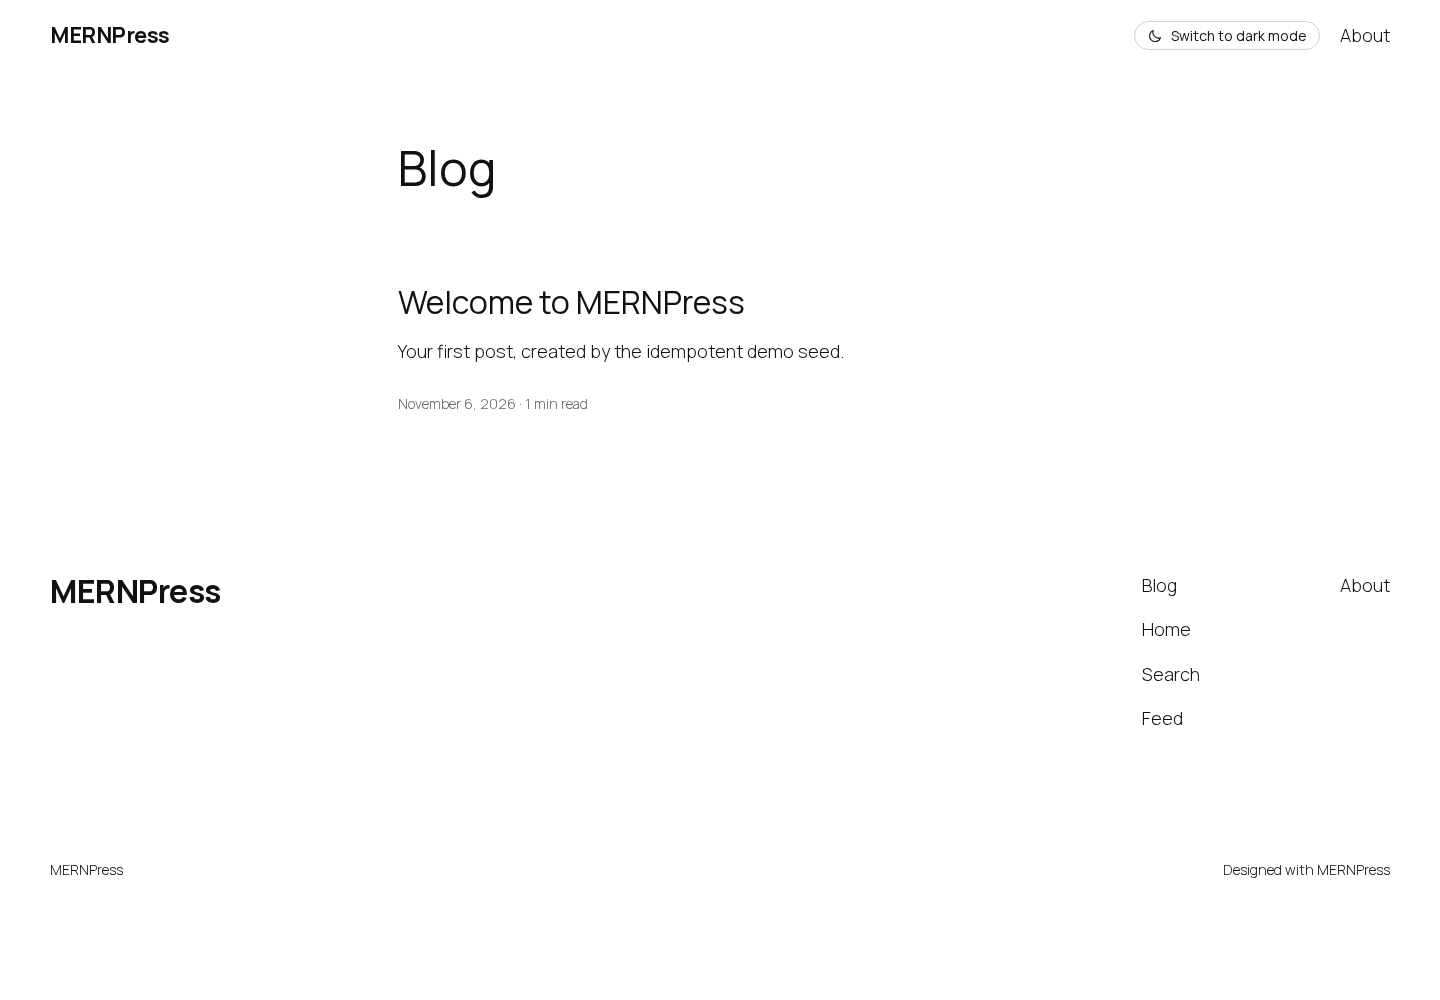 MERNPress
Switch to dark mode
About
Blog
Welcome to MERNPress
Your first post, created by the idempotent demo seed.
November 6, 2026 · 1 min read
MERNPress
Blog
Home
Search
Feed
About
MERNPress
Designed with MERNPress